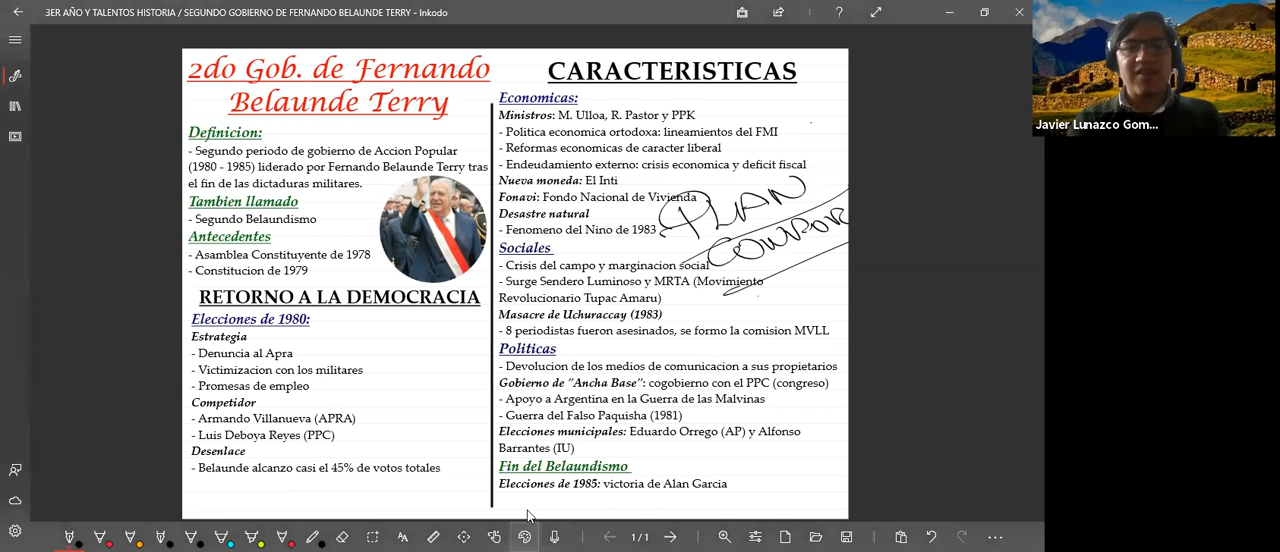 3ER AÑO Y TALENTOS HISTORIA / SEGUNDO GOBIERNO DE FERNANDO BELAUNDE TERRY - Inkodo
2do Gob. de Fernando
Belaunde Terry
Definicion:
- Segundo periodo de gobierno de Accion Popular
(1980 - 1985) liderado por Fernando Belaunde Terry tras
el fin de las dictaduras militares.
Tambien llamado
- Segundo Belaundismo
Antecedentes
- Asamblea Constituyente de 1978
- Constitucion de 1979
RETORNO A LA DEMOCRACIA
Elecciones de 1980:
Estrategia
- Denuncia al Apra
- Victimizacion con los militares
- Promesas de empleo
Competidor
- Armando Villanueva (APRA)
- Luis Deboya Reyes (PPC)
Desenlace
- Belaunde alcanzo casi el 45% de votos totales
CARACTERISTICAS
Economicas:
Ministros: M. Ulloa, R. Pastor y PPK
- Politica economica ortodoxa: lineamientos del FMI
- Reformas economicas de caracter liberal
- Endeudamiento externo: crisis economica y deficit fiscal
Nueva moneda: El Inti
Fonavi: Fondo Nacional de Vivienda
Desastre natural
- Fenomeno del Nino de 1983
PLAN
Sociales
- Crisis del campo y marginacion social
- Surge Sendero Luminoso y MRTA (Movimiento
Revolucionario Tupac Amaru)
Masacre de Uchuraccay (1983)
- 8 periodistas fueron asesinados, se formo la comision MVLL
Politicas
- Devolucion de los medios de comunicacion a sus propietarios
Gobierno de "Ancha Base": cogobierno con el PPC (congreso)
- Apoyo a Argentina en la Guerra de las Malvinas
- Guerra del Falso Paquisha (1981)
Elecciones municipales: Eduardo Orrego (AP) y Alfonso
Barrantes (IU)
Fin del Belaundismo
Elecciones de 1985: victoria de Alan Garcia
Javier Lunazco Gom...
1/1